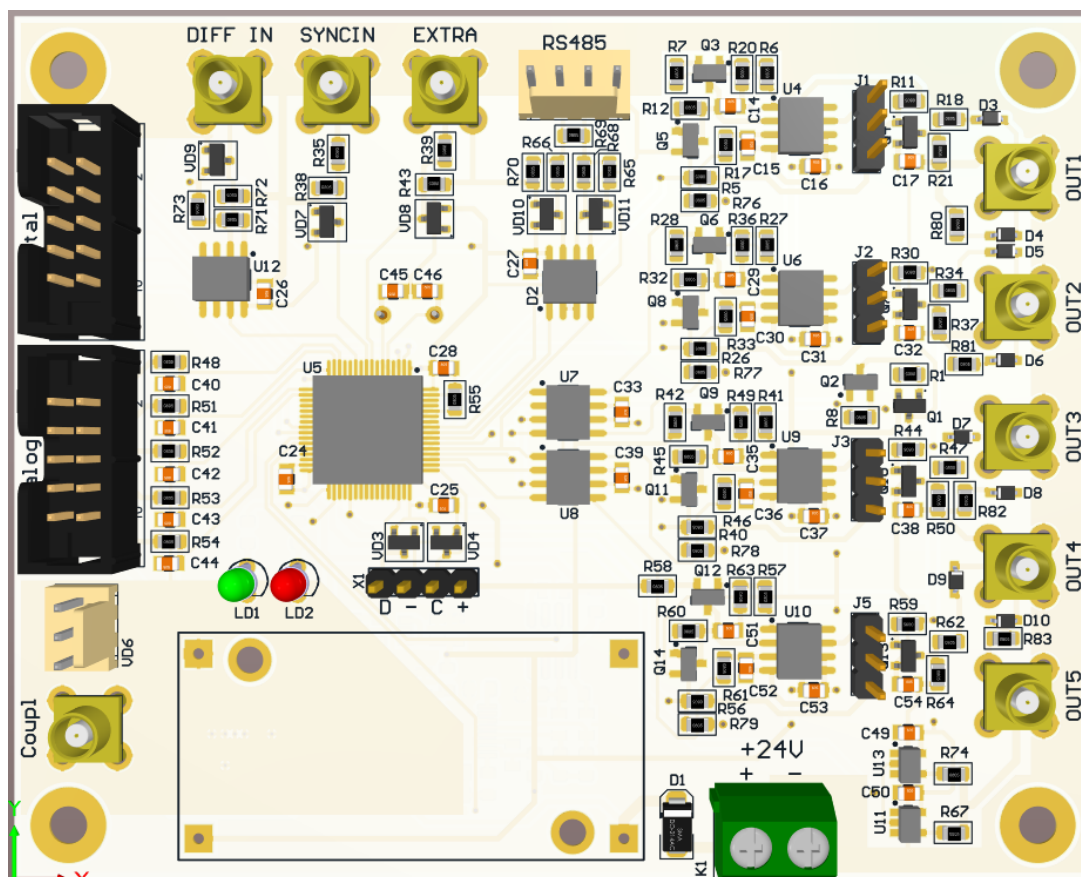 DIFF IN SYNCIN EXTRA
RS485
R7 Q3 R20 R6
J1 R11
R18 D3
U4
R12 C14
Q5
R69
R68
R66
R39
R35
VD9
R70 R65
C15
C16
C17
R21
OUT1
R17
R5
R76
R43
R38
R72
R73
R71
VD7
VD8
VD10 VD11
R28 Q6 R36 R27
R80
D4
D5
J2 R30
R34
U6
U12
C26
C45 C46
C27
D2
R32 C29
Q8
OUT2
R37
R33
C30
C31
C32
R81
D6
R26
R77
tal
2
10
R48
C40
R51
C41
R52
C42
R53
C43
R54
C44
alog
2
10
U5
C28
R55
C24
C25
U7
C33
C39
U8
Q2
R1
R8
Q1
R42 Q9 R49 R41
D7
OUT3
J3 R44
R47
U9
R45 C35
Q11
D8
C36
C37
C38
R50
R82
R46
R40
R78
OUT4
VD3 VD4
X1
D - C +
LD1 LD2
R58 Q12 R63 R57
D9
J5 R59
R62
D10
R83
U10
R60
C51
Q14
VD6
C52
C53
C54
R64
R61
R56
R79
OUT5
Coupl
+24V
+ -
C49
U13
R74
C50
U11
R67
D1
K1
Y
X